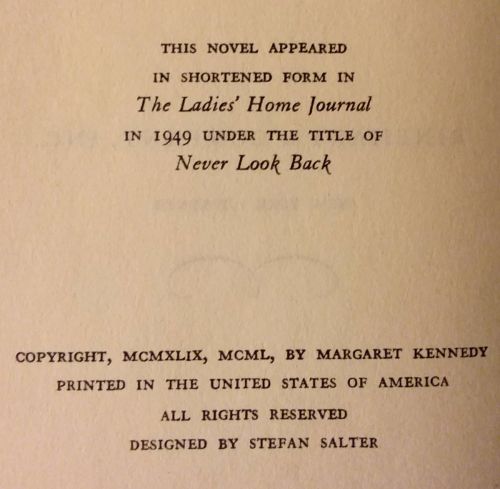 THIS NOVEL APPEARED
IN SHORTENED FORM IN
The Ladies' Home Journal
IN 1949 UNDER THE TITLE OF
Never Look Back
COPYRIGHT, MCMXLIX, MCML, BY MARGARET KENNEDY
PRINTED IN THE UNITED STATES OF AMERICA
ALL RIGHTS RESERVED
DESIGNED BY STEFAN SALTER